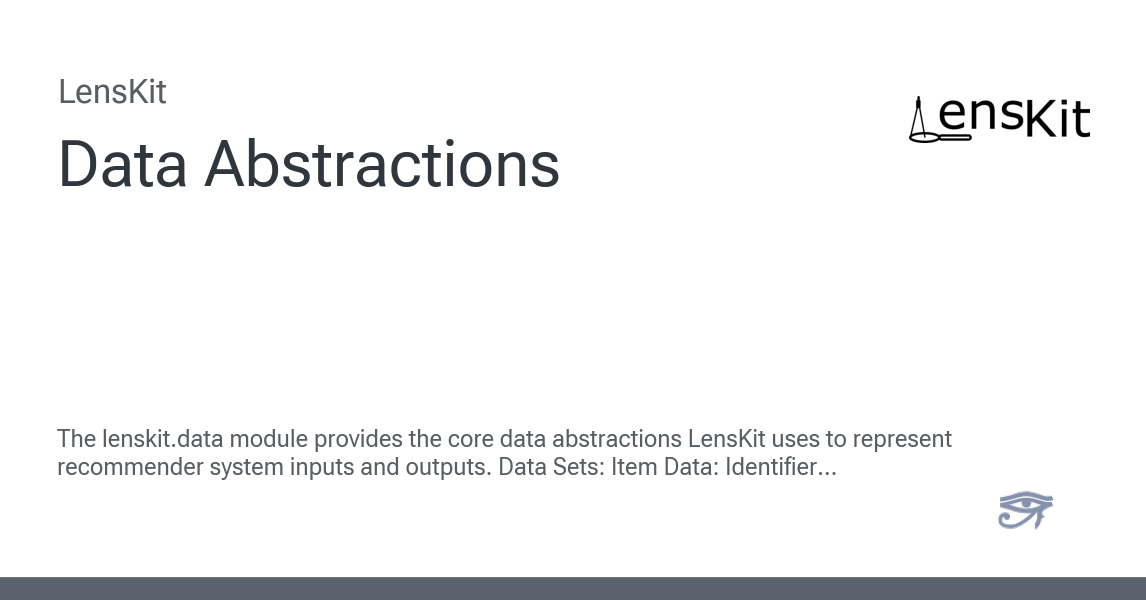 LensKit
LensKit
Data Abstractions
The lenskit.data module provides the core data abstractions LensKit uses to represent
recommender system inputs and outputs. Data Sets: Item Data: Identifier...